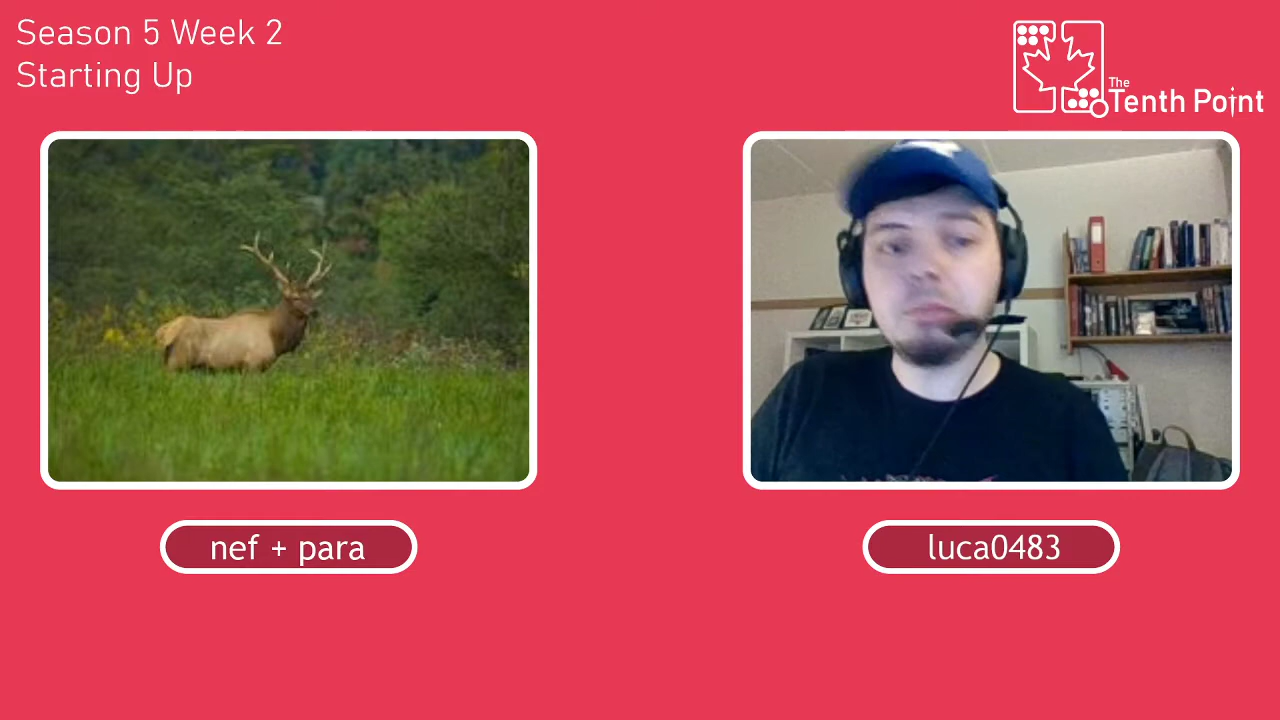 Season 5 Week 2
Starting Up
The
Tenth Point
nef + para
luca0483